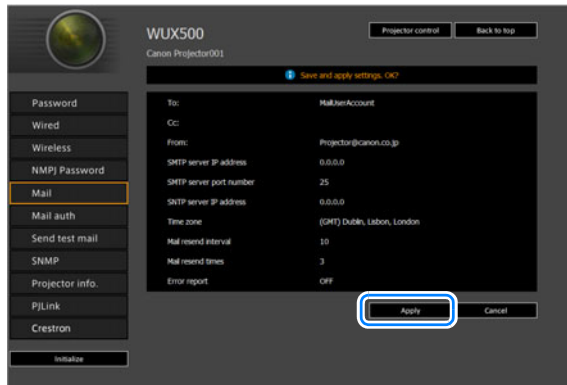 WUX500
Projector control
Back to top
Canon Projector001
Save and apply settings. OK?
Password
Wired
Wireless
NMPJ Password
Mail
Mail auth
Send test mail
SNMP
Projector info.
PJLink
Crestron
Initialize
To: MailUserAccount
Cc:
From: Projector@canon.co.jp
SMTP server IP address 0.0.0.0
SMTP server port number 25
SNTP server IP address 0.0.0.0
Time zone (GMT) Dublin, Lisbon, London
Mail resend interval 10
Mail resend times 3
Error report OFF
Apply
Cancel